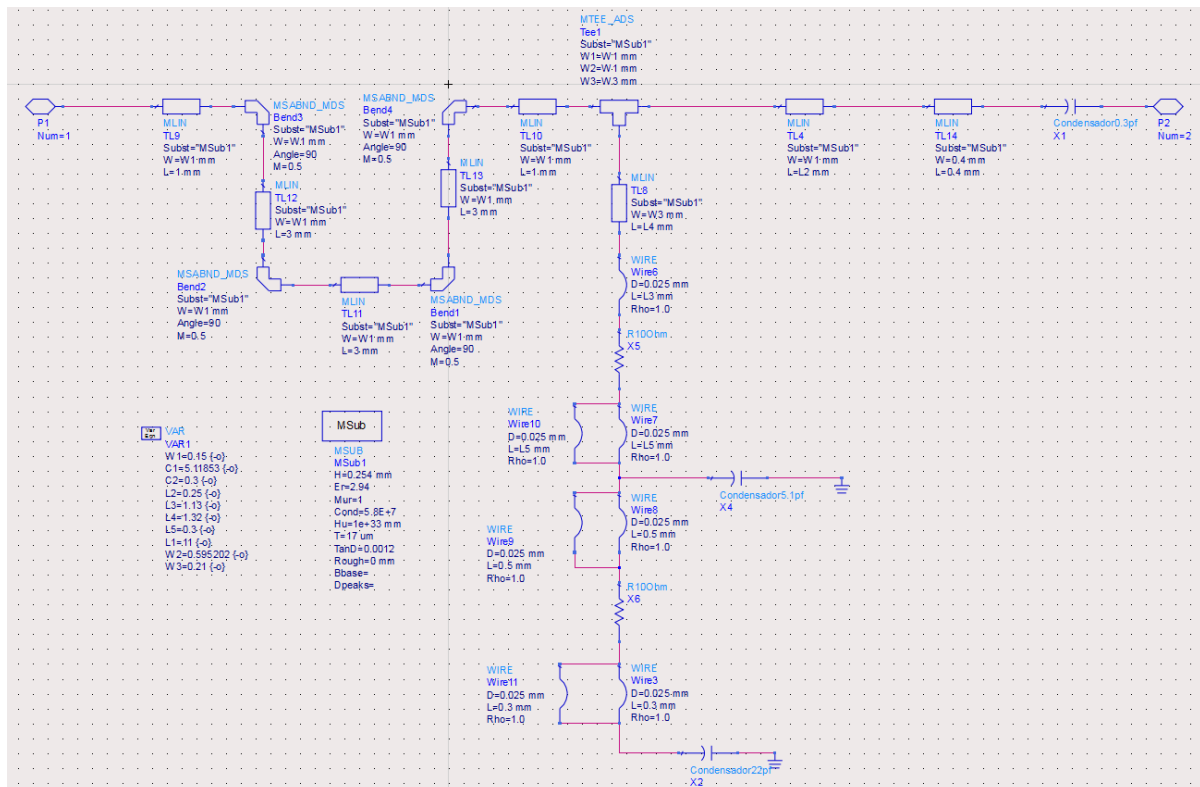 MTEE_ADS
Tee1
Subst="MSub1"
W1=W1 mm
W2=W1 mm
W3=W3 mm
P1
Num=1
MLIN
TL9
Subst="MSub1"
W=W1 mm
L=1 mm
MSABND_MDS
Bend3
Subst="MSub1"
W=W1 mm
Angle=90
M=0.5
MSABND_MDS
Bend4
Subst="MSub1"
W=W1 mm
Angle=90
M=0.5
MLIN
TL10
Subst="MSub1"
W=W1 mm
L=1 mm
MLIN
TL4
Subst="MSub1"
W=W1 mm
L=L2 mm
MLIN
TL14
Subst="MSub1"
W=0.4 mm
L=0.4 mm
Condensador0.3pf
X1
P2
Num=2
MLIN
TL12
Subst="MSub1"
W=W1 mm
L=3 mm
MLIN
TL13
Subst="MSub1"
W=W1 mm
L=3 mm
MLIN
TL8
Subst="MSub1"
W=W3 mm
L=L4 mm
MSABND_MDS
Bend2
Subst="MSub1"
W=W1 mm
Angle=90
M=0.5
MLIN
TL11
Subst="MSub1"
W=W1 mm
L=3 mm
MSABND_MDS
Bend1
Subst="MSub1"
W=W1 mm
Angle=90
M=0.5
WIRE
Wire6
D=0.025 mm
L=L3 mm
Rho=1.0
R10Ohm
X5
WIRE
Wire10
D=0.025 mm
L=L5 mm
Rho=1.0
WIRE
Wire7
D=0.025 mm
L=L5 mm
Rho=1.0
Var
Eqn
VAR
VAR1
W1=0.15 {-o}
C1=5.11853 {-o}
C2=0.3 {-o}
L2=0.25 {-o}
L3=1.13 {-o}
L4=1.32 {-o}
L5=0.3 {-o}
L1=.11 {-o}
W2=0.595202 {-o}
W3=0.21 {-o}
MSub
MSUB
MSub1
H=0.254 mm
Er=2.94
Mur=1
Cond=5.8E+7
Hu=1e+33 mm
T=17 um
TanD=0.0012
Rough=0 mm
Bbase=
Dpeaks=
Condensador5.1pf
X4
WIRE
Wire9
D=0.025 mm
L=0.5 mm
Rho=1.0
WIRE
Wire8
D=0.025 mm
L=0.5 mm
Rho=1.0
R10Ohm
X6
WIRE
Wire11
D=0.025 mm
L=0.3 mm
Rho=1.0
WIRE
Wire3
D=0.025 mm
L=0.3 mm
Rho=1.0
Condensador22pf
X2